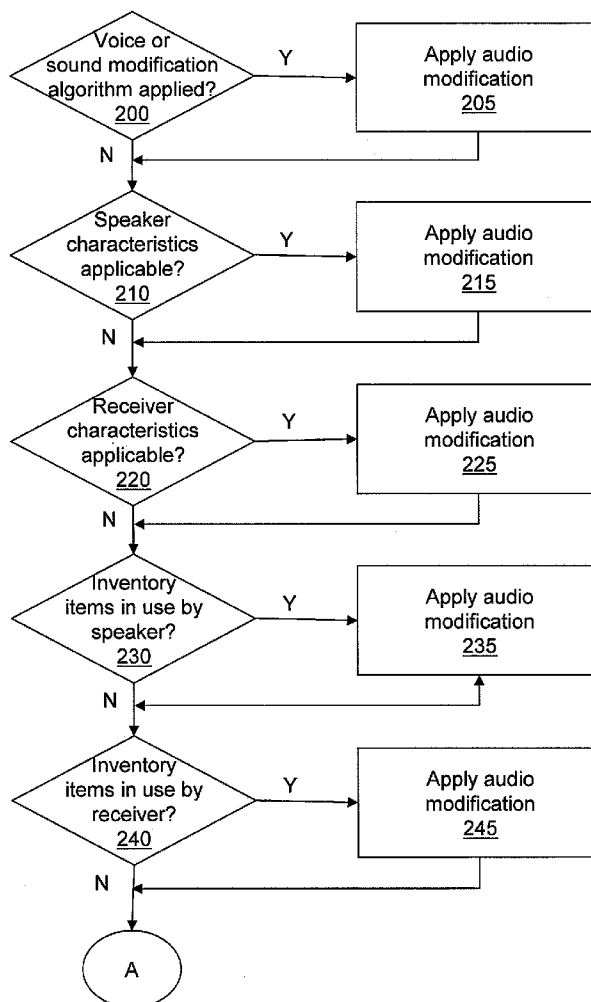 Voice or
sound modification
algorithm applied?
200
Y
Apply audio
modification
205
N
Speaker
characteristics
applicable?
210
Y
Apply audio
modification
215
N
Receiver
characteristics
applicable?
220
Y
Apply audio
modification
225
N
Inventory
items in use by
speaker?
230
Y
Apply audio
modification
235
N
Inventory
items in use by
receiver?
240
Y
Apply audio
modification
245
N
A